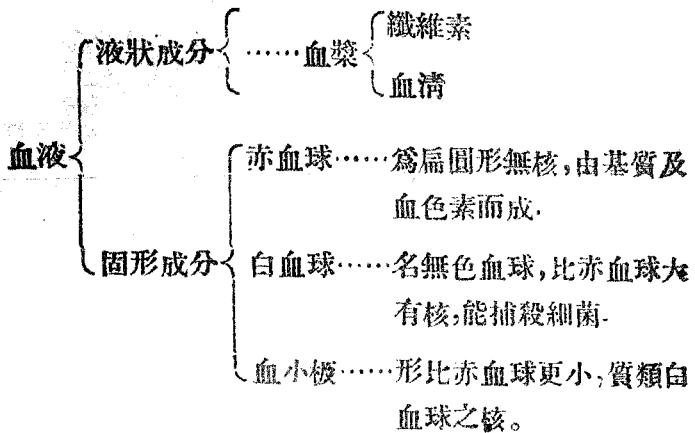 血液
液狀成分……血漿
纖維素
血淸
固形成分
赤血球……爲扁圓形無核,由基質及
血色素而成.
白血球……名無色血球,比赤血球大
有核,能捕殺細菌.
血小板……形比赤血球更小,質類白
血球之核。